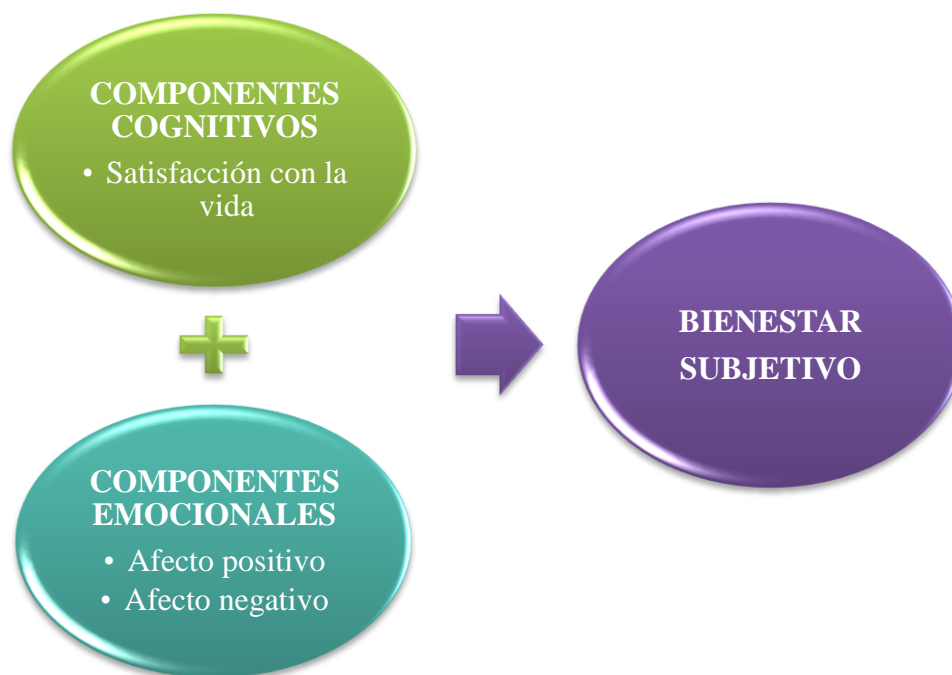 COMPONENTES
COGNITIVOS
• Satisfacción con la
vida
COMPONENTES
EMOCIONALES
• Afecto positivo
• Afecto negativo
BIENESTAR
SUBJETIVO